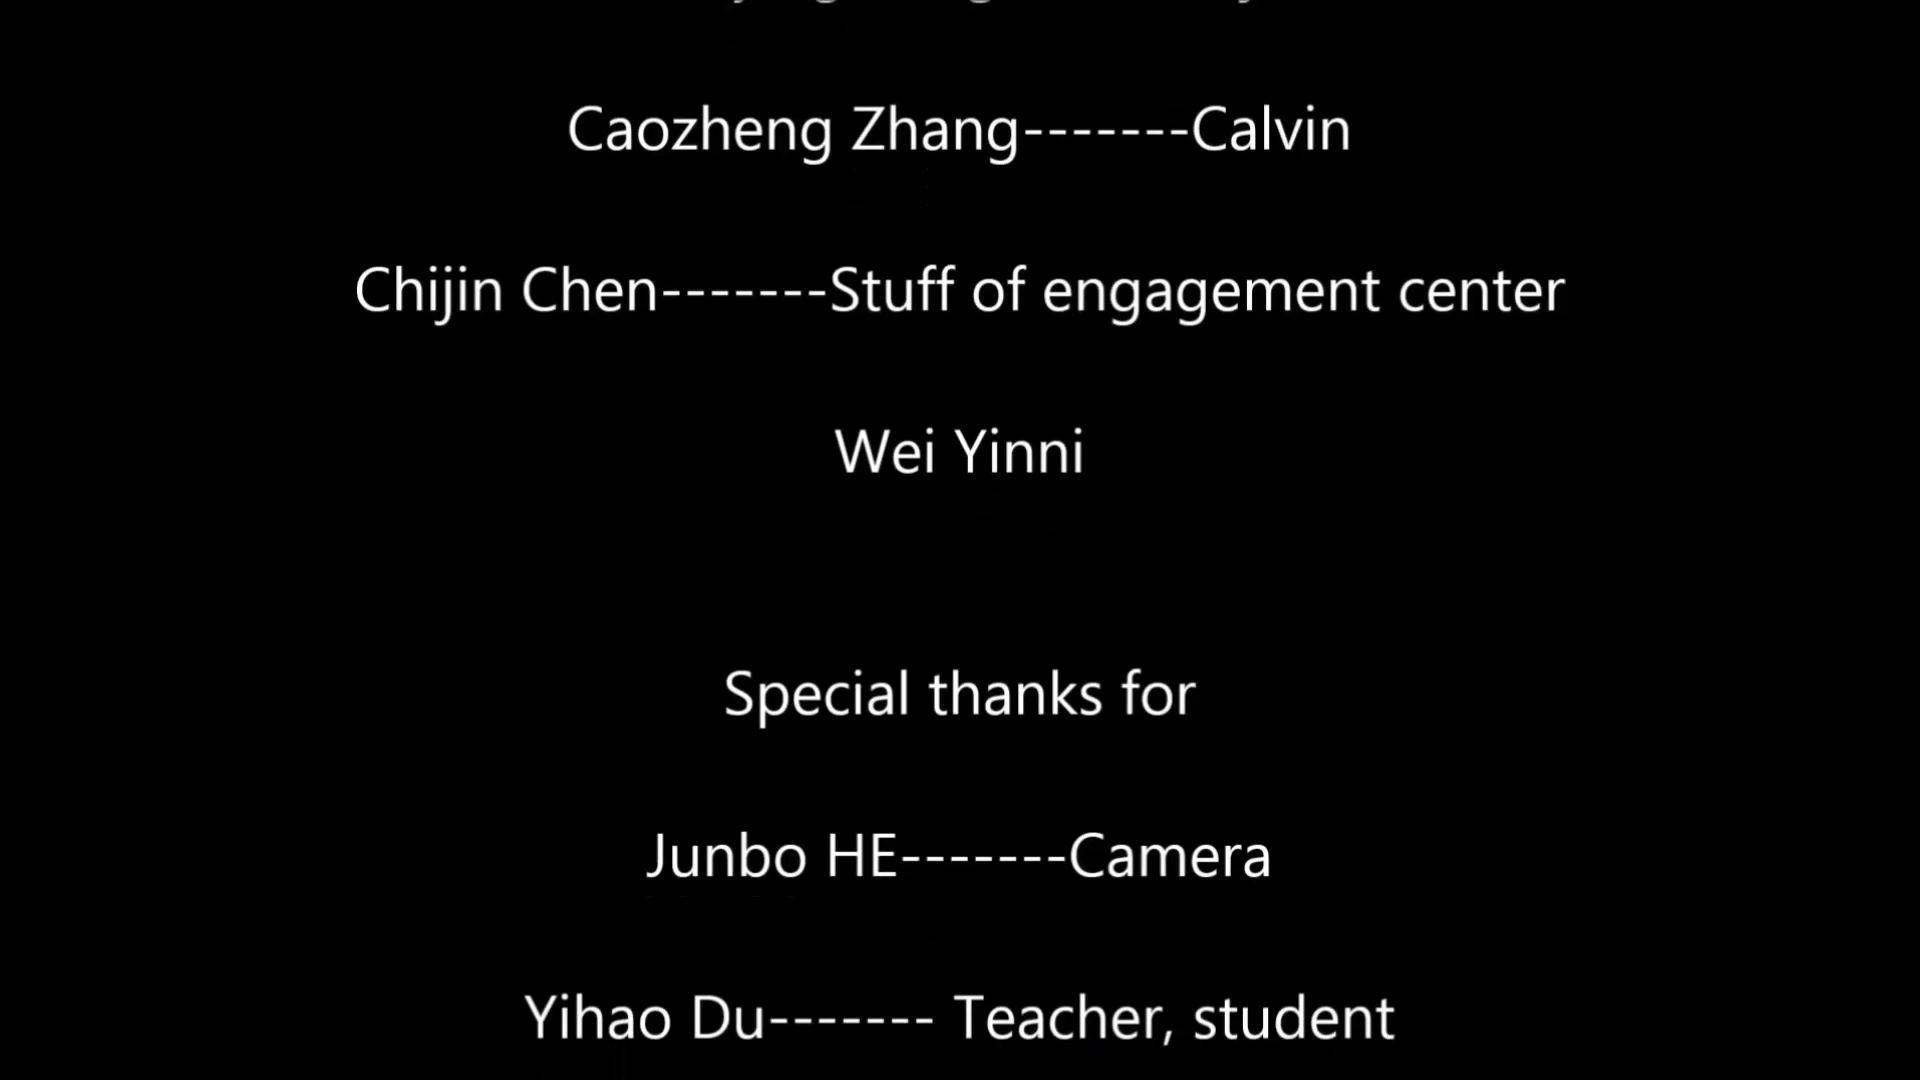 Caozheng Zhang-------Calvin
Chijin Chen-------Stuff of engagement center
Wei Yinni
Special thanks for
Junbo HE-------Camera
Yihao Du------- Teacher, student